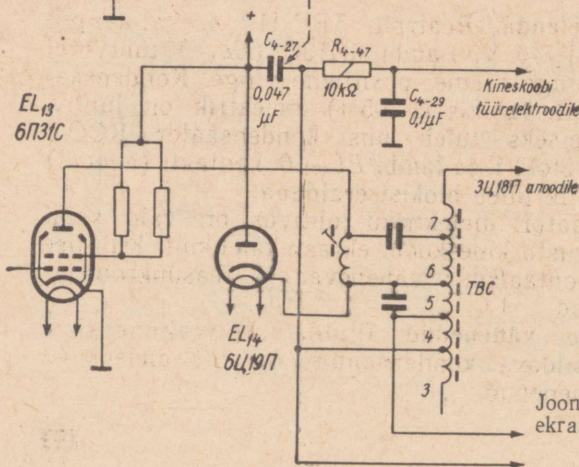 +
C4-27
0,047
μF
R4-47
10kΩ
C4-29
0,1μF
Kineskoobi
tüürelektroodile
EL13
6П31С
3Ц18П anoodile
7
6
5
4
3
ТВС
EL14
6Ц19П
Joon
ekra